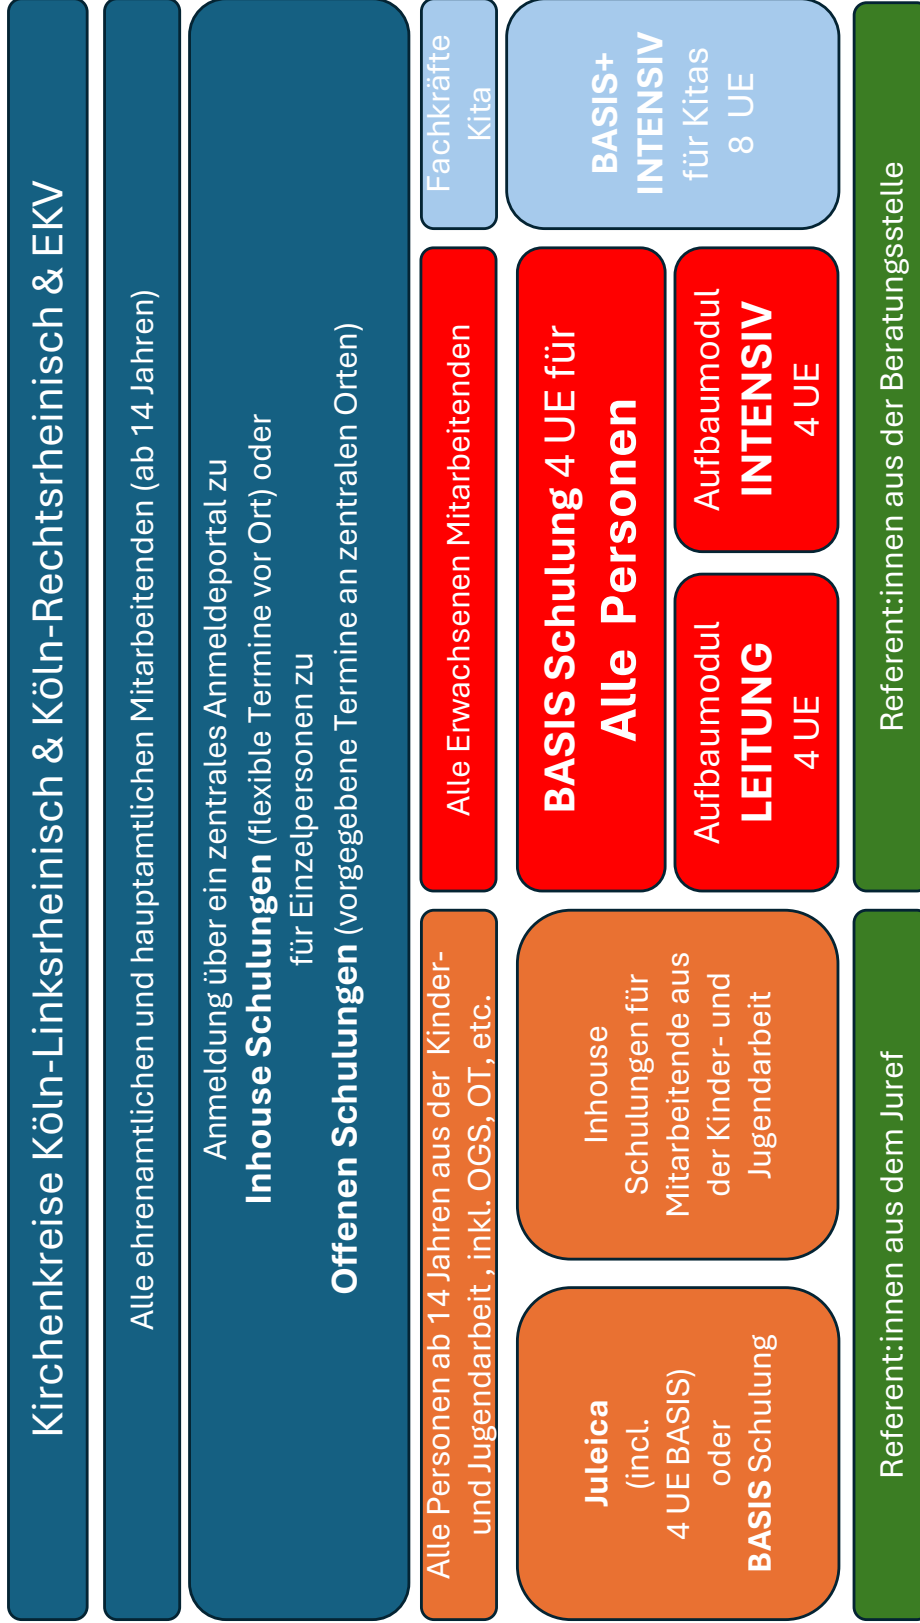 Kirchenkreise Köln-Linksrheinisch & Köln-Rechtsrheinisch & EKV
Alle ehrenamtlichen und hauptamtlichen Mitarbeitenden (ab 14 Jahren)
Anmeldung über ein zentrales Anmeldeportal zu
Inhouse Schulungen (flexible Termine vor Ort) oder
für Einzelpersonen zu
Offenen Schulungen (vorgegebene Termine an zentralen Orten)
Alle Personen ab 14 Jahren aus der Kinder-
und Jugendarbeit , inkl. OGS, OT, etc.
Alle Erwachsenen Mitarbeitenden
Fachkräfte
Kita
Juleica
(incl.
4 UE BASIS)
oder
BASIS Schulung
Inhouse
Schulungen für
Mitarbeitende aus
der Kinder- und
Jugendarbeit
BASIS Schulung 4 UE für
Alle Personen
Aufbaumodul
LEITUNG
4 UE
Aufbaumodul
INTENSIV
4 UE
BASIS+
INTENSIV
für Kitas
8 UE
Referent:innen aus dem Juref
Referent:innen aus der Beratungsstelle